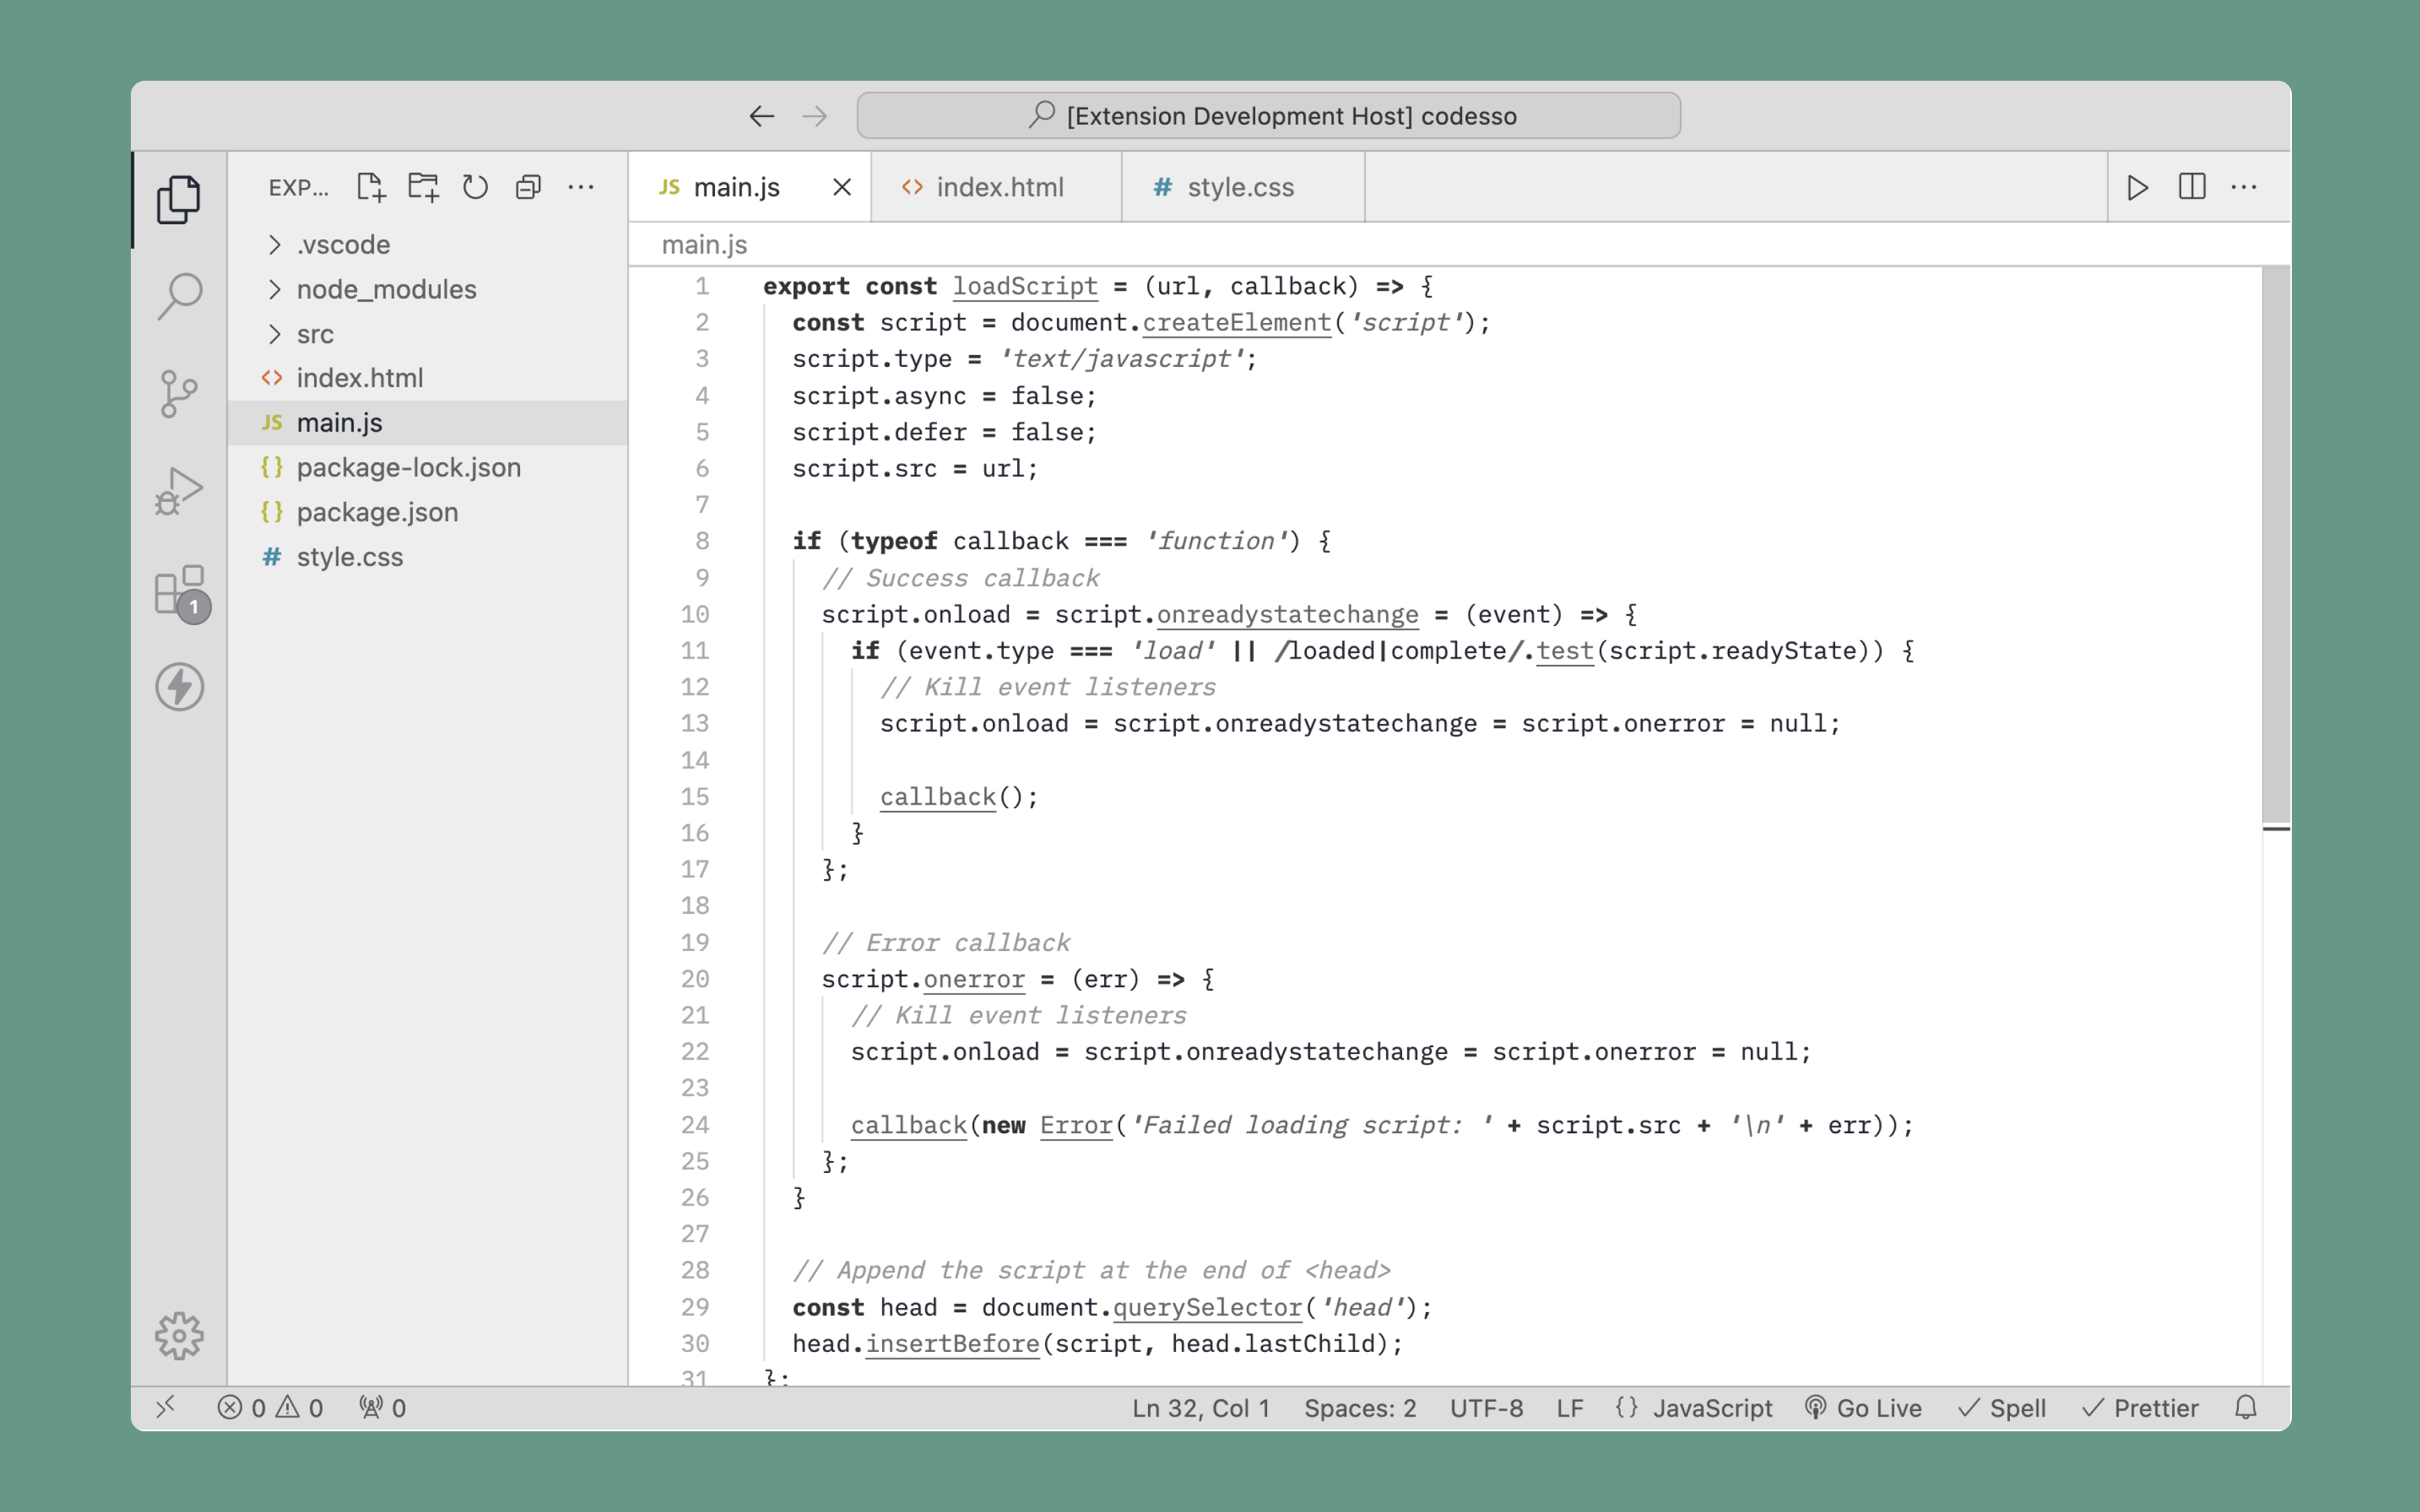 [Extension Development Host] codesso
EXP...
JS main.js
<> index.html
# style.css
.vscode
node_modules
src
<> index.html
JS main.js
{} package-lock.json
{} package.json
# style.css
1
main.js
1 export const loadScript = (url, callback) => {
2   const script = document.createElement('script');
3   script.type = 'text/javascript';
4   script.async = false;
5   script.defer = false;
6   script.src = url;
7
8   if (typeof callback === 'function') {
9     // Success callback
10     script.onload = script.onreadystatechange = (event) => {
11       if (event.type === 'load' || /loaded|complete/.test(script.readyState)) {
12         // Kill event listeners
13         script.onload = script.onreadystatechange = script.onerror = null;
14
15         callback();
16       }
17     };
18
19     // Error callback
20     script.onerror = (err) => {
21       // Kill event listeners
22       script.onload = script.onreadystatechange = script.onerror = null;
23
24       callback(new Error('Failed loading script: ' + script.src + '\n' + err));
25     };
26   }
27
28   // Append the script at the end of <head>
29   const head = document.querySelector('head');
30   head.insertBefore(script, head.lastChild);
31 };
0 0 0 Ln 32, Col 1 Spaces: 2 UTF-8 LF {} JavaScript Go Live Spell Prettier